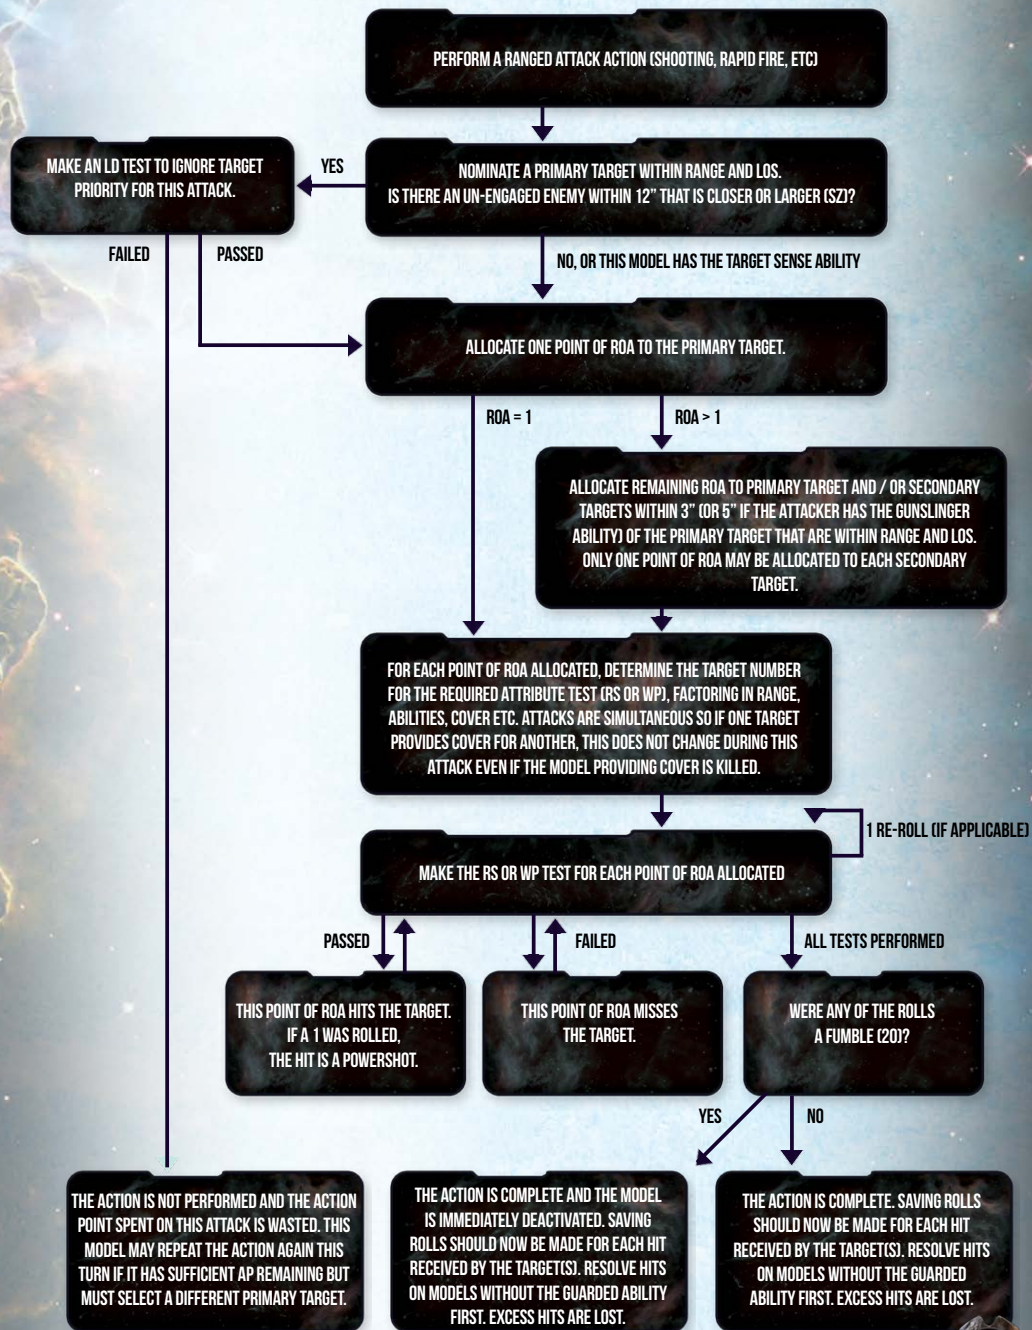 PERFORM A RANGED ATTACK ACTION (SHOOTING, RAPID FIRE, ETC)
MAKE AN LD TEST TO IGNORE TARGET
PRIORITY FOR THIS ATTACK.
YES
NOMINATE A PRIMARY TARGET WITHIN RANGE AND LOS.
IS THERE AN UN-ENGAGED ENEMY WITHIN 12” THAT IS CLOSER OR LARGER (SZ)?
FAILED
PASSED
NO, OR THIS MODEL HAS THE TARGET SENSE ABILITY
ALLOCATE ONE POINT OF ROA TO THE PRIMARY TARGET.
ROA = 1
ROA > 1
ALLOCATE REMAINING ROA TO PRIMARY TARGET AND / OR SECONDARY
TARGETS WITHIN 3” (OR 5” IF THE ATTACKER HAS THE GUNSLINGER
ABILITY) OF THE PRIMARY TARGET THAT ARE WITHIN RANGE AND LOS.
ONLY ONE POINT OF ROA MAY BE ALLOCATED TO EACH SECONDARY
TARGET.
FOR EACH POINT OF ROA ALLOCATED, DETERMINE THE TARGET NUMBER
FOR THE REQUIRED ATTRIBUTE TEST (RS OR WP), FACTORING IN RANGE,
ABILITIES, COVER ETC. ATTACKS ARE SIMULTANEOUS SO IF ONE TARGET
PROVIDES COVER FOR ANOTHER, THIS DOES NOT CHANGE DURING THIS
ATTACK EVEN IF THE MODEL PROVIDING COVER IS KILLED.
1 RE-ROLL (IF APPLICABLE)
MAKE THE RS OR WP TEST FOR EACH POINT OF ROA ALLOCATED
PASSED
FAILED
ALL TESTS PERFORMED
THIS POINT OF ROA HITS THE TARGET.
IF A 1 WAS ROLLED,
THE HIT IS A POWERSHOT.
THIS POINT OF ROA MISSES
THE TARGET.
WERE ANY OF THE ROLLS
A FUMBLE (20)?
YES
NO
THE ACTION IS NOT PERFORMED AND THE ACTION
POINT SPENT ON THIS ATTACK IS WASTED. THIS
MODEL MAY REPEAT THE ACTION AGAIN THIS
TURN IF IT HAS SUFFICIENT AP REMAINING BUT
MUST SELECT A DIFFERENT PRIMARY TARGET.
THE ACTION IS COMPLETE AND THE MODEL
IS IMMEDIATELY DEACTIVATED. SAVING
ROLLS SHOULD NOW BE MADE FOR EACH HIT
RECEIVED BY THE TARGET(S). RESOLVE HITS
ON MODELS WITHOUT THE GUARDED ABILITY
FIRST. EXCESS HITS ARE LOST.
THE ACTION IS COMPLETE. SAVING ROLLS
SHOULD NOW BE MADE FOR EACH HIT
RECEIVED BY THE TARGET(S). RESOLVE HITS
ON MODELS WITHOUT THE GUARDED
ABILITY FIRST. EXCESS HITS ARE LOST.